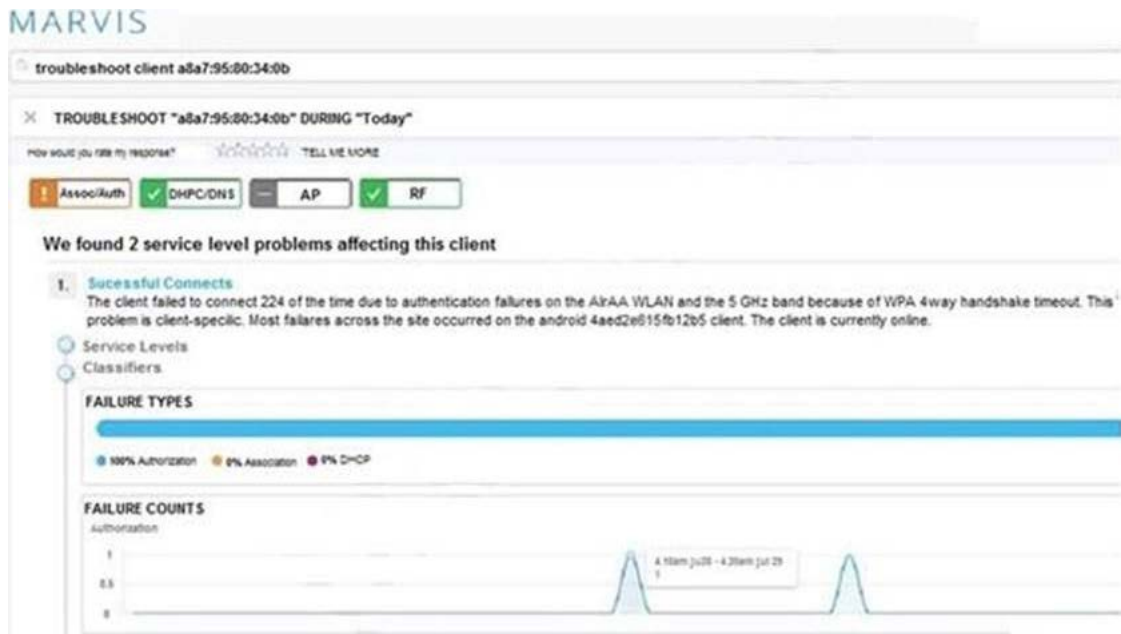 MARVIS
troubleshoot client a8a7:95:80:34:0b
TROUBLESHOOT "a8a7:95:80:34:0b" DURING "Today"
How would you rate my response? TELL ME MORE
Assoc/Auth DHPC/DNS AP RF
We found 2 service level problems affecting this client
1. Sucessful Connects
The client failed to connect 224 of the time due to authentication failures on the AlrAA WLAN and the 5 GHz band because of WPA 4way handshake timeout. This
problem is client-specific. Most failares across the site occurred on the android 4aed2e615fb12b5 client. The client is currently online.
Service Levels
Classifiers
FAILURE TYPES
100% Authorization 0% Association 0% DHCP
FAILURE COUNTS
Authorization
1
0.5
0